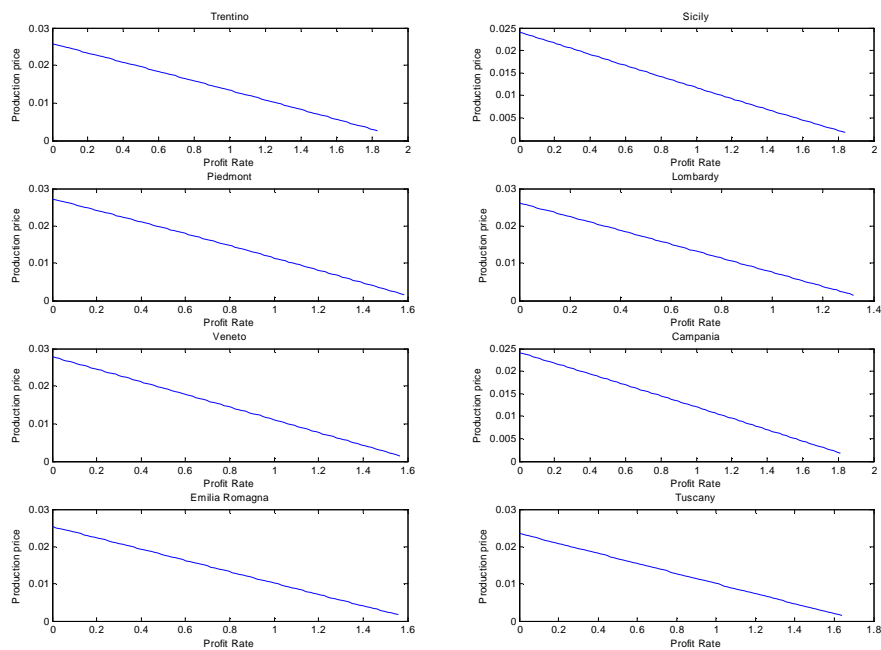 Trentino
0.03
0.02
0.01
0
Production price
0 0.2 0.4 0.6 0.8 1 1.2 1.4 1.6 1.8 2
Profit Rate
Sicily
0.025
0.02
0.015
0.01
0.005
0
Production price
0 0.2 0.4 0.6 0.8 1 1.2 1.4 1.6 1.8 2
Profit Rate
Piedmont
0.03
0.02
0.01
0
Production price
0 0.2 0.4 0.6 0.8 1 1.2 1.4 1.6
Profit Rate
Lombardy
0.03
0.02
0.01
0
Production price
0 0.2 0.4 0.6 0.8 1 1.2 1.4
Profit Rate
Veneto
0.03
0.02
0.01
0
Production price
0 0.2 0.4 0.6 0.8 1 1.2 1.4 1.6
Profit Rate
Campania
0.025
0.02
0.015
0.01
0.005
0
Production price
0 0.2 0.4 0.6 0.8 1 1.2 1.4 1.6 1.8 2
Profit Rate
Emilia Romagna
0.03
0.02
0.01
0
Production price
0 0.2 0.4 0.6 0.8 1 1.2 1.4 1.6
Profit Rate
Tuscany
0.03
0.02
0.01
0
Production price
0 0.2 0.4 0.6 0.8 1 1.2 1.4 1.6 1.8
Profit Rate